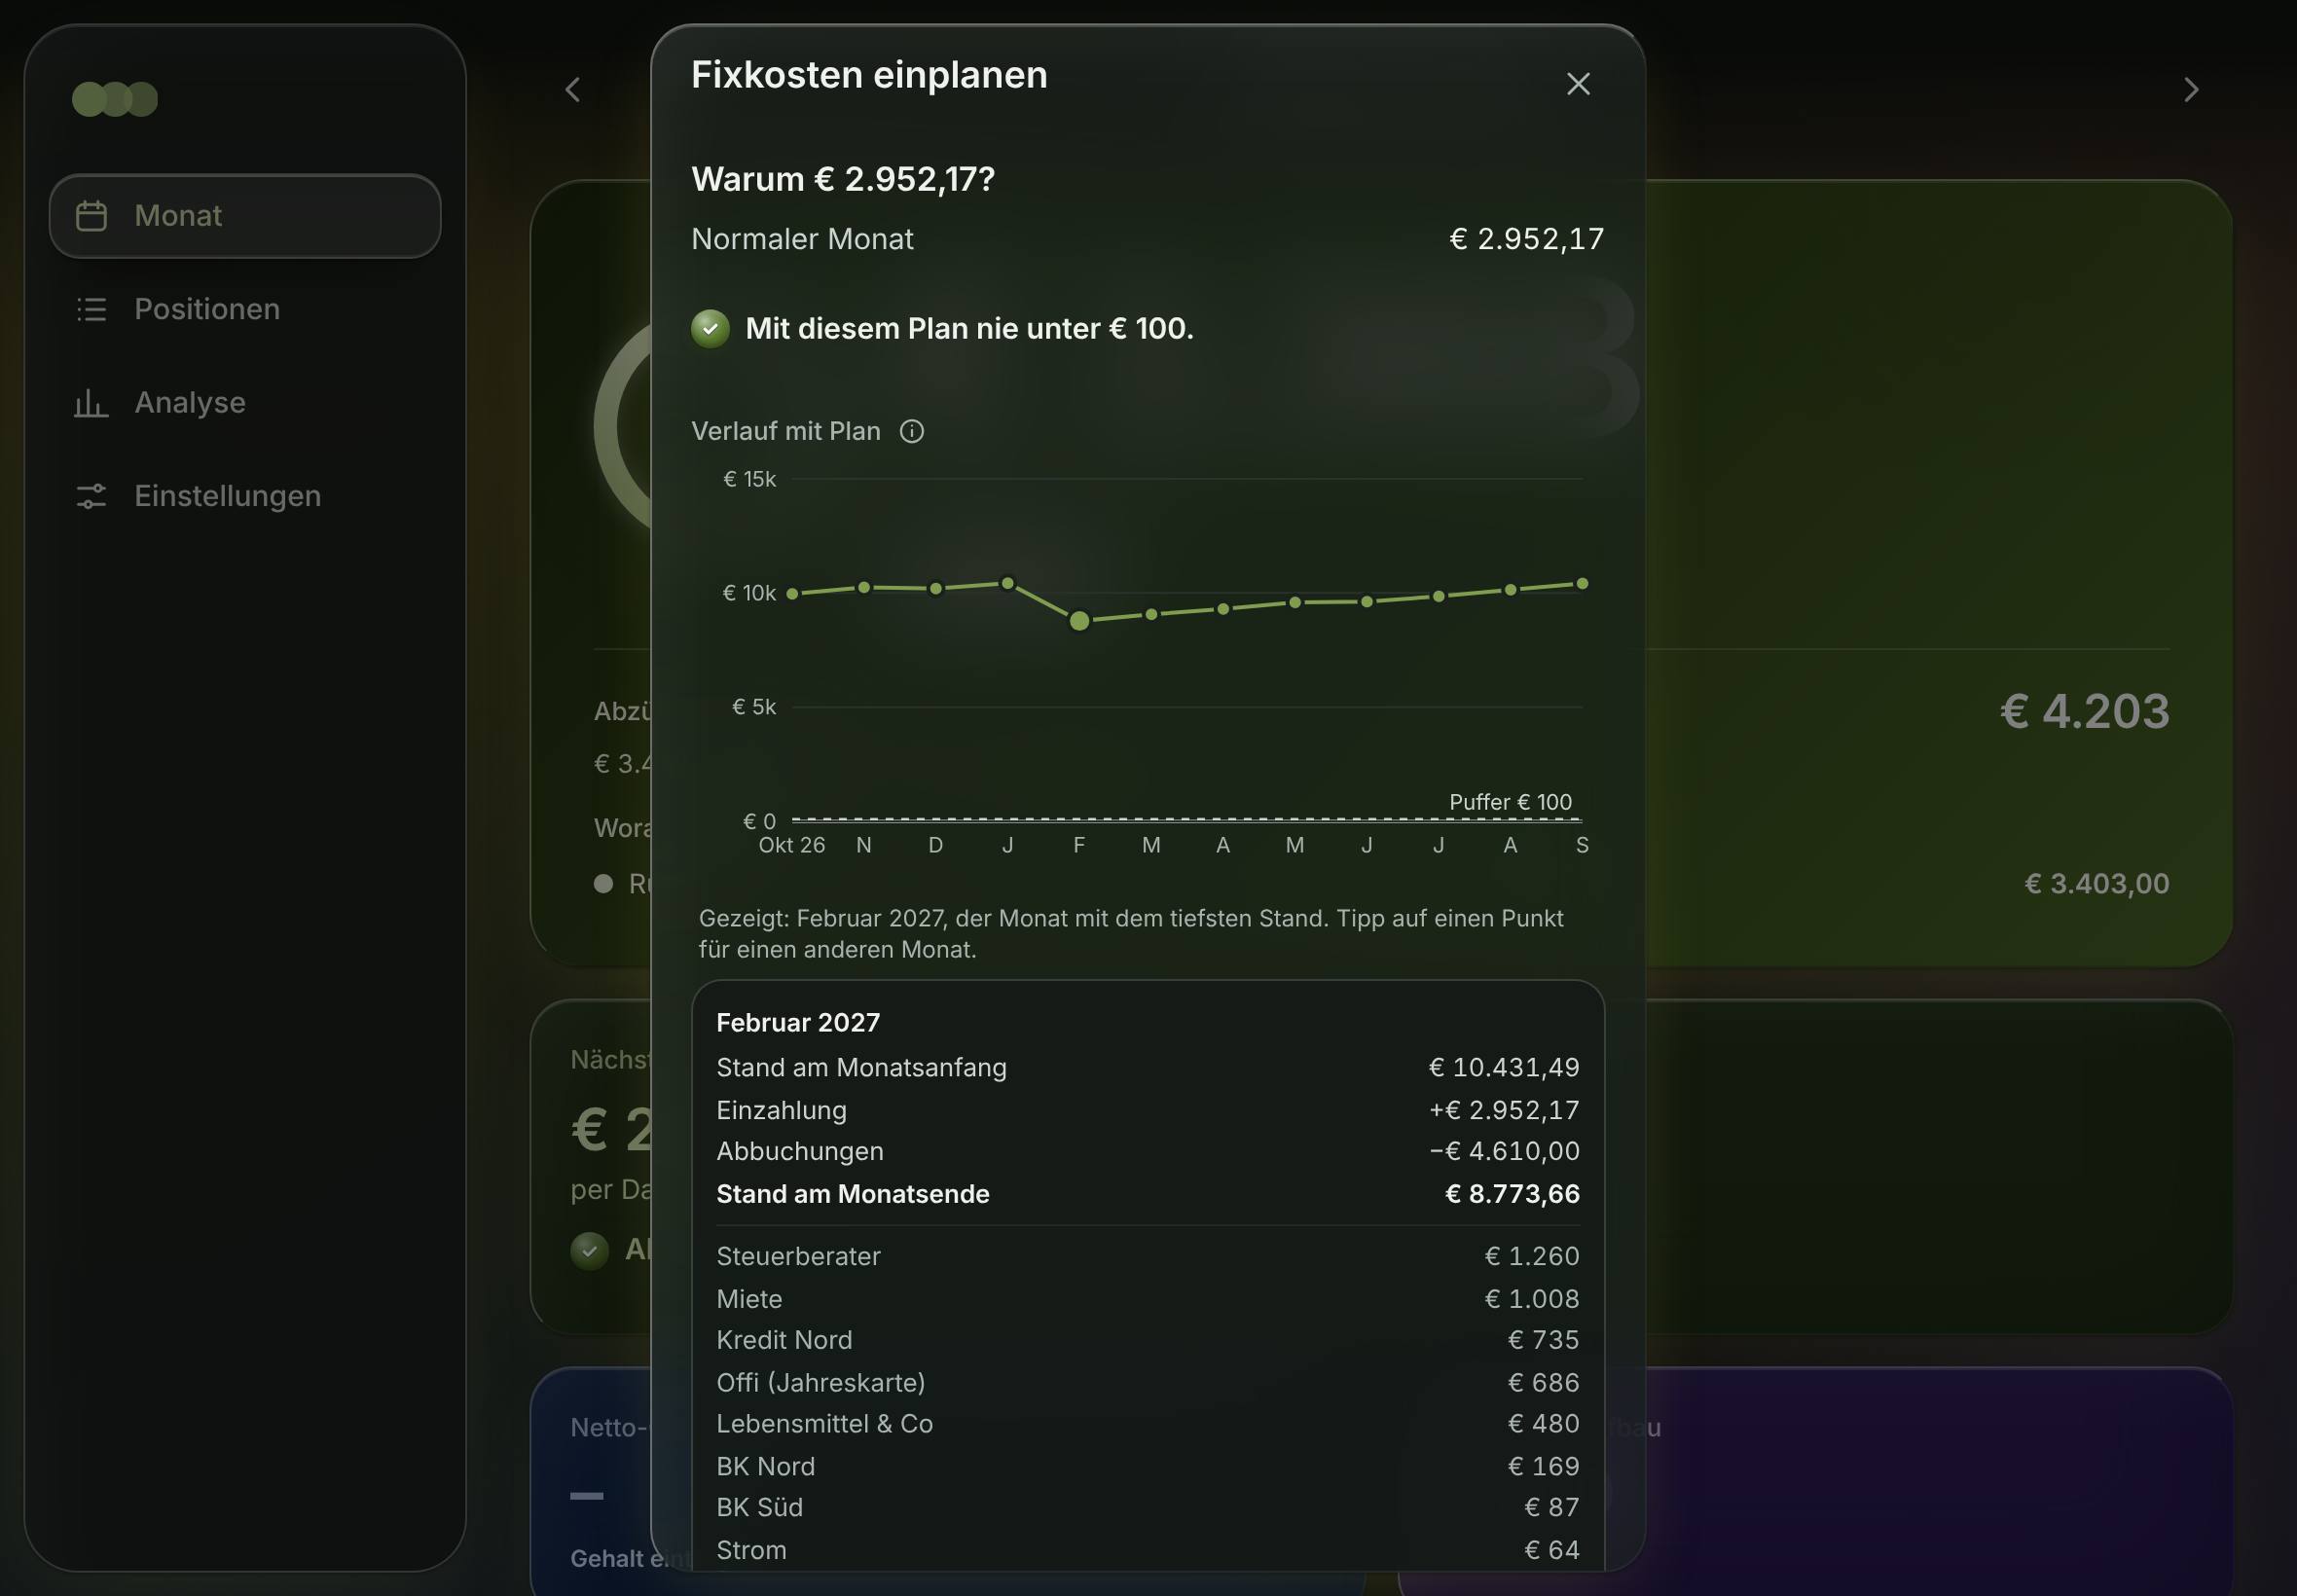 Monat
Positionen
Analyse
Einstellungen
Fixkosten einplanen
Warum € 2.952,17?
Normaler Monat € 2.952,17
Mit diesem Plan nie unter € 100.
Verlauf mit Plan
€ 15k
€ 10k
€ 5k
Puffer € 100
€ 0
Okt 26 N D J F M A M J J A S
Gezeigt: Februar 2027, der Monat mit dem tiefsten Stand. Tipp auf einen Punkt
für einen anderen Monat.
Februar 2027
Stand am Monatsanfang € 10.431,49
Einzahlung +€ 2.952,17
Abbuchungen −€ 4.610,00
Stand am Monatsende € 8.773,66
Steuerberater € 1.260
Miete € 1.008
Kredit Nord € 735
Offi (Jahreskarte) € 686
Lebensmittel & Co € 480
BK Nord € 169
BK Süd € 87
Strom € 64
€ 4.203
€ 3.403,00
€ 3.4
per
Netto-
Gehalt